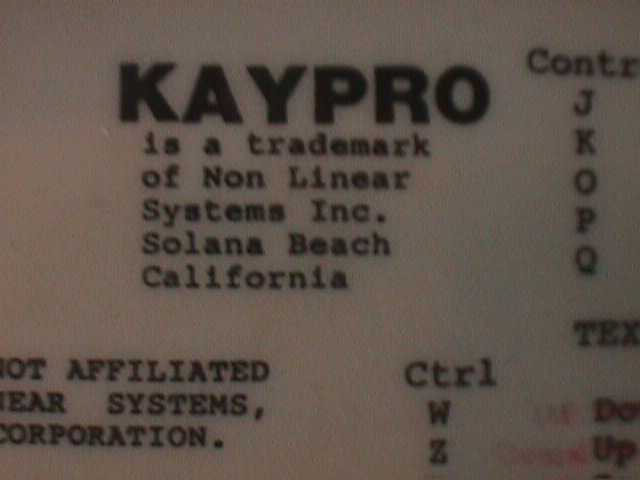 KAYPRO
is a trademark
of Non Linear
Systems Inc.
Solana Beach
California
Contr
J
K
O
P
Q
TEX
NOT AFFILIATED
NEAR SYSTEMS,
CORPORATION.
Ctrl
W Do
Z Up